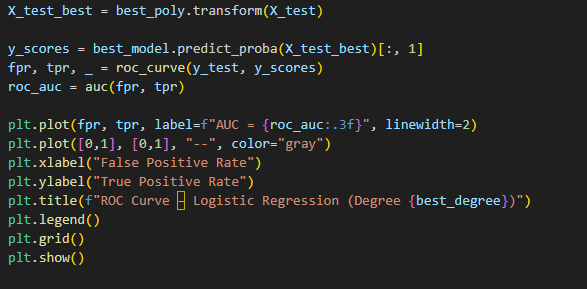 X_test_best = best_poly.transform(X_test)
y_scores = best_model.predict_proba(X_test_best)[:, 1]
fpr, tpr, _ = roc_curve(y_test, y_scores)
roc_auc = auc(fpr, tpr)
plt.plot(fpr, tpr, label=f"AUC = {roc_auc:.3f}", linewidth=2)
plt.plot([0,1], [0,1], "--", color="gray")
plt.xlabel("False Positive Rate")
plt.ylabel("True Positive Rate")
plt.title(f"ROC Curve – Logistic Regression (Degree {best_degree})")
plt.legend()
plt.grid()
plt.show()